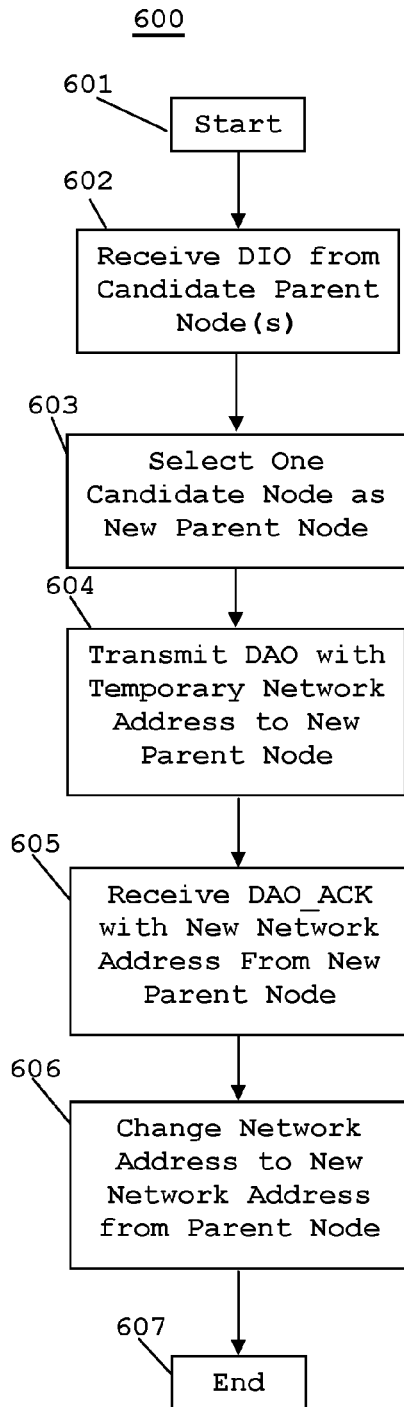 600
601
Start
602
Receive DIO from
Candidate Parent
Node(s)
603
Select One
Candidate Node as
New Parent Node
604
Transmit DAO with
Temporary Network
Address to New
Parent Node
605
Receive DAO_ACK
with New Network
Address From New
Parent Node
606
Change Network
Address to New
Network Address
from Parent Node
607
End